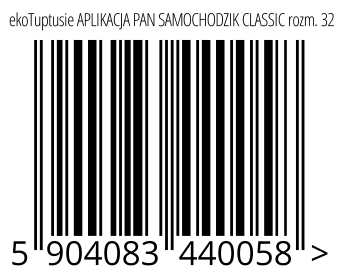 ekoTuptusie APLIKACJA PAN SAMOCHODZIK CLASSIC rozm. 32
5 904083 440058 >